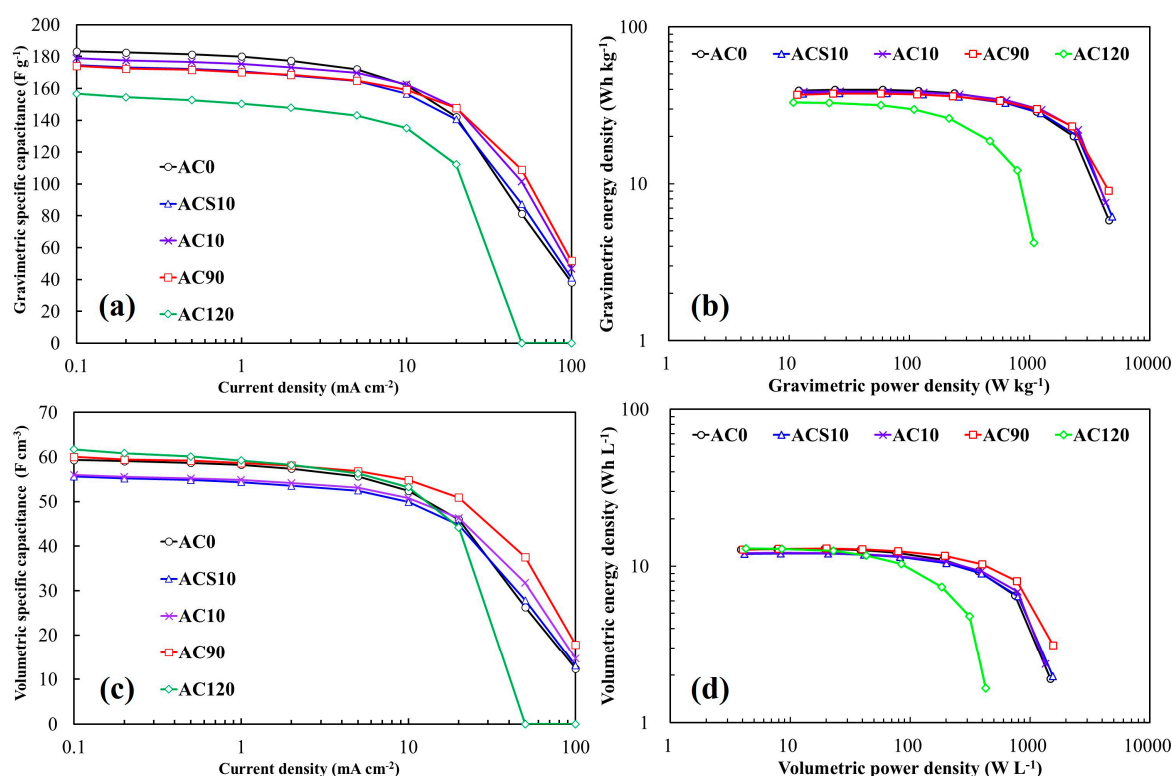 200
180
160
140
120
100
80
60
40
20
0
Gravimetric specific capacitance (F g-1)
AC0
ACS10
AC10
AC90
AC120
(a)
0.1 1 10 100
Current density (mA cm-2)
100
10
1
Gravimetric energy density (Wh kg-1)
AC0 ACS10 AC10 AC90 AC120
(b)
1 10 100 1000 10000
Gravimetric power density (W kg-1)
70
60
50
40
30
20
10
0
Volumetric specific capacitance (F cm-3)
AC0
ACS10
AC10
AC90
AC120
(c)
0.1 1 10 100
Current density (mA cm-2)
100
10
1
Volumetric energy density (Wh L-1)
AC0 ACS10 AC10 AC90 AC120
(d)
1 10 100 1000 10000
Volumetric power density (W L-1)